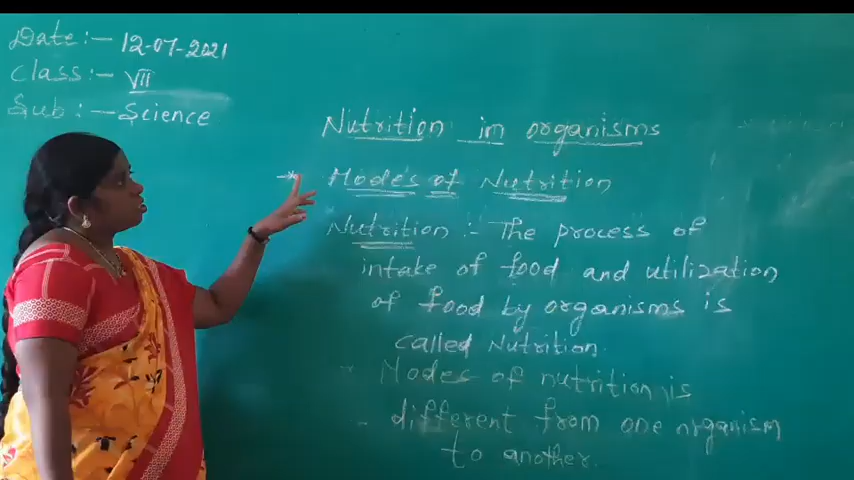 Date :- 12-07-2021
Class :- VII
Sub :- Science
Nutrition in organisms
→ Modes of Nutrition
Nutrition :- The process of
intake of food and utilization
of food by organisms is
called Nutrition.
- Modes of nutrition is
- different from one organism
to another.